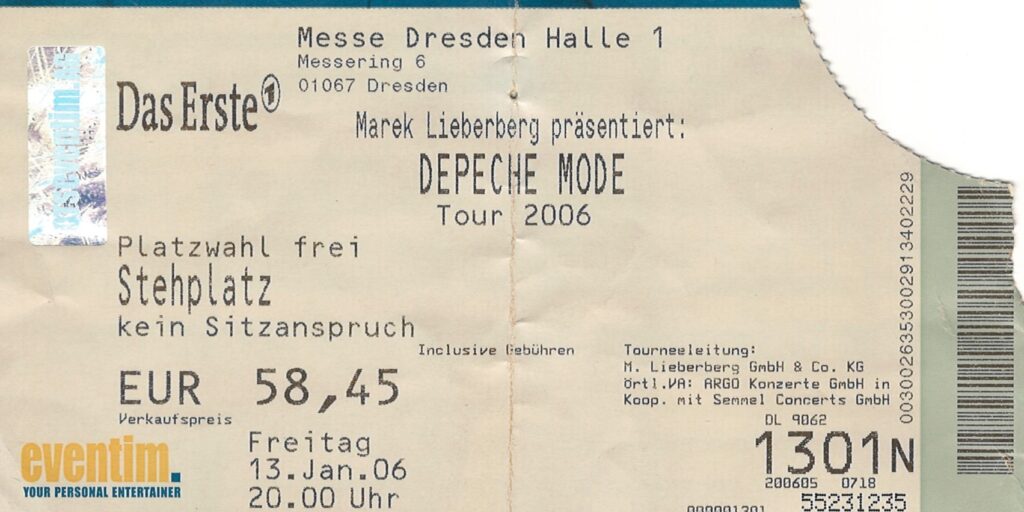 Messe Dresden Halle 1
Messering 6
01067 Dresden
Das Erste
Marek Lieberberg präsentiert:
DEPECHE MODE
Tour 2006
Platzwahl frei
Stehplatz
kein Sitzanspruch
Inclusive Gebühren
EUR 58,45
Verkaufspreis
Freitag
13.Jan.06
20.00 Uhr
eventim.
YOUR PERSONAL ENTERTAINER
Tourneeleitung:
M. Lieberberg GmbH & Co. KG
örtl.VA: ARGO Konzerte GmbH in
Koop. mit Semmel Concerts GmbH
DL 9062
1301N
200605 0718
55231235
0030026353002913402229